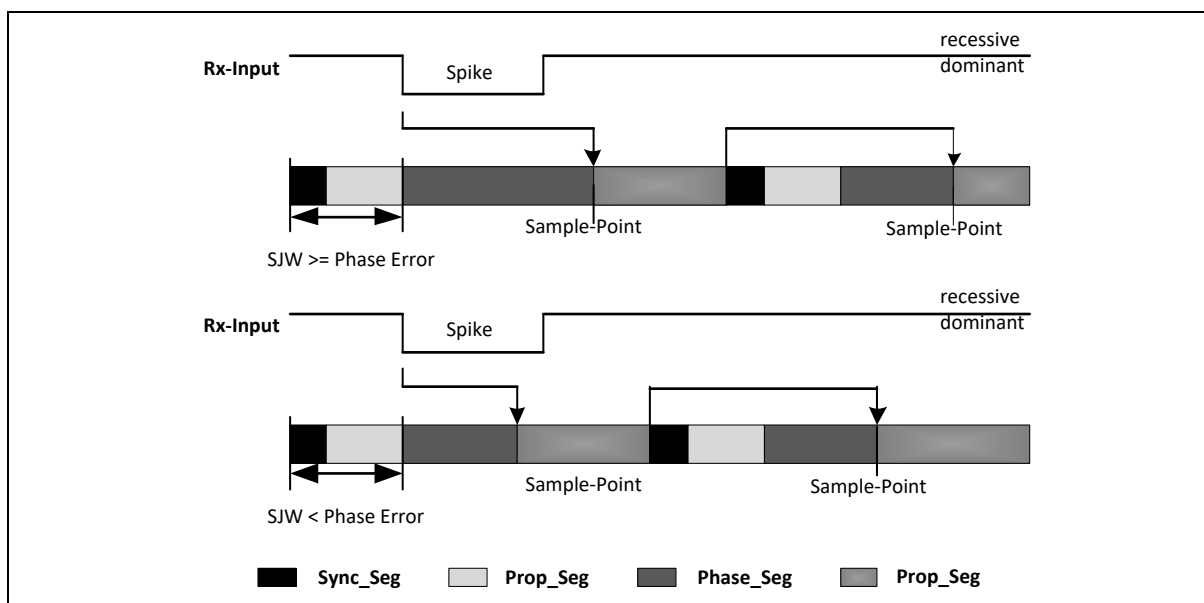 recessive
Rx-Input
Spike
dominant
Sample-Point
Sample-Point
SJW >= Phase Error
recessive
Rx-Input
Spike
dominant
Sample-Point
Sample-Point
SJW < Phase Error
Sync_Seg
Prop_Seg
Phase_Seg
Prop_Seg